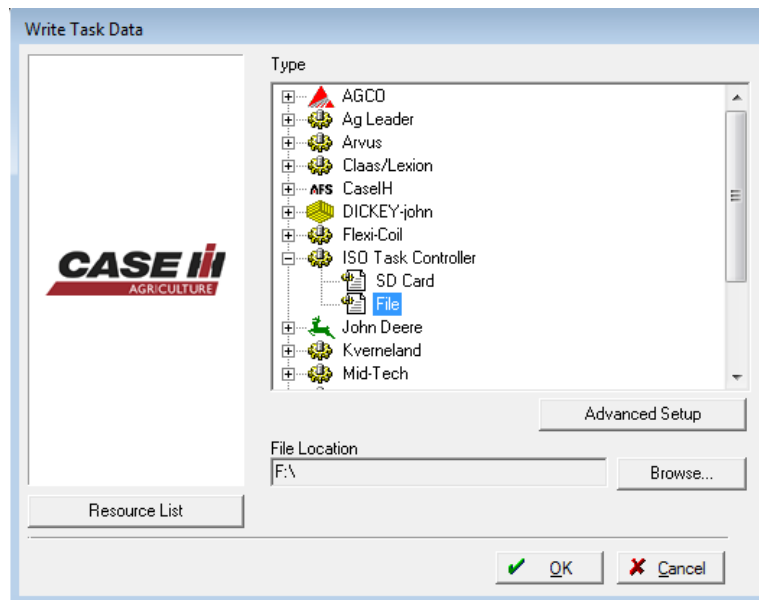 Write Task Data
Type
AGCO
Ag Leader
Arvus
Claas/Lexion
AFS CaseIH
DICKEY-john
Flexi-Coil
ISO Task Controller
SD Card
File
John Deere
Kverneland
Mid-Tech
CASE IH
AGRICULTURE
Advanced Setup
File Location
F:\
Browse...
Resource List
OK
Cancel